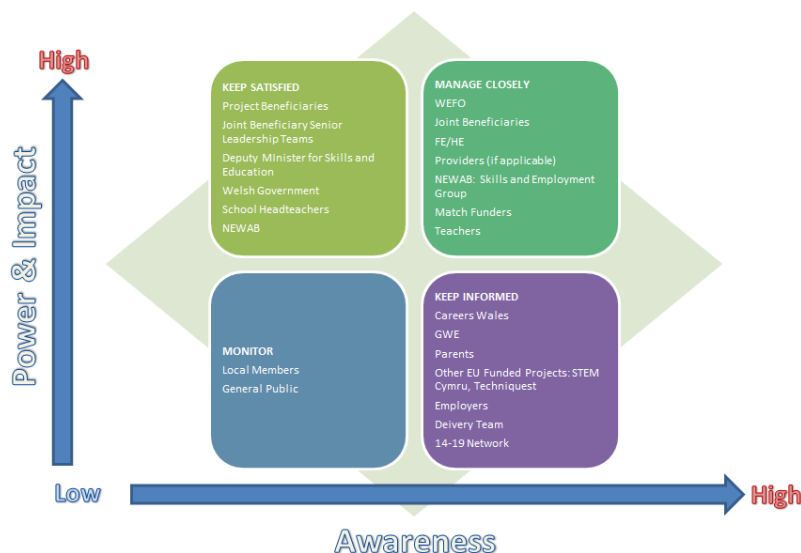 High
KEEP SATISFIED
Project Beneficiaries
Joint Beneficiary Senior
Leadership Teams
Deputy MInister for Skills and
Education
Welsh Government
School Headteachers
NEWAB
MANAGE CLOSELY
WEFO
Joint Beneficiaries
FE/HE
Providers (if applicable)
NEWAB: Skills and Employment
Group
Match Funders
Teachers
Power & Impact
MONITOR
Local Members
General Public
KEEP INFORMED
Careers Wales
GWE
Parents
Other EU Funded Projects: STEM
Cymru, Techniquest
Employers
Deivery Team
14-19 Network
Low
High
Awareness